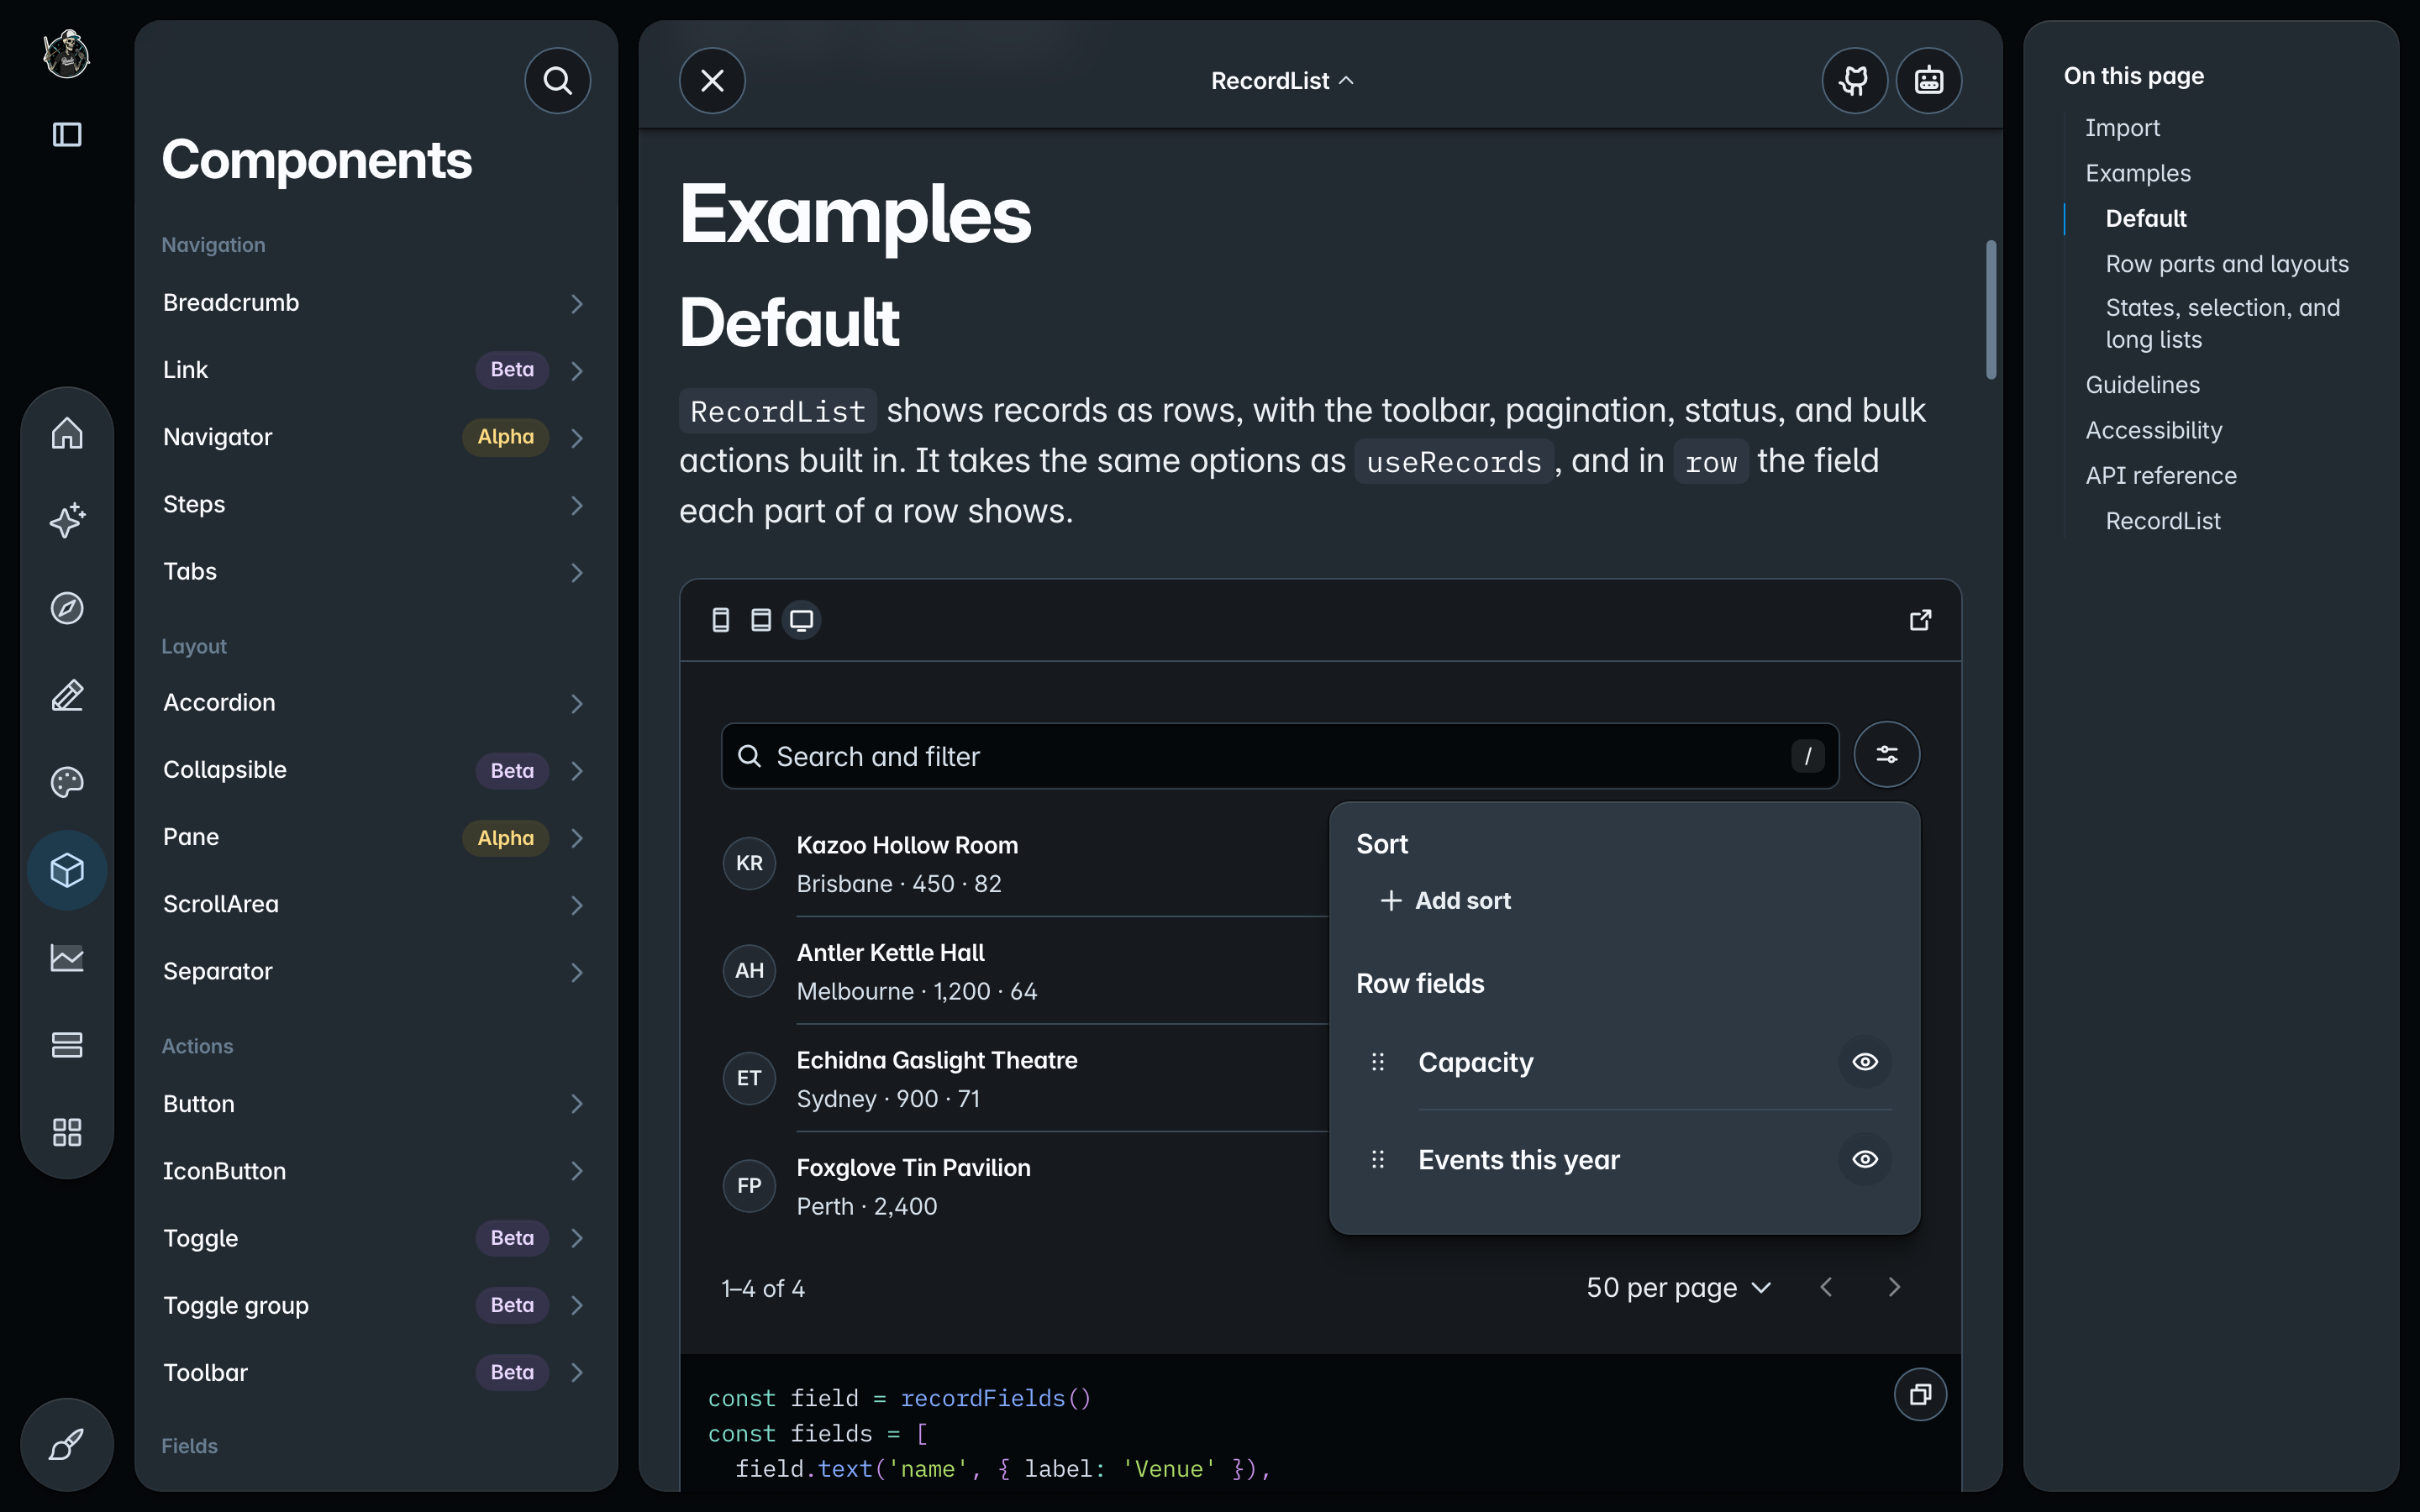 Components
Navigation
Breadcrumb
Link Beta
Navigator Alpha
Steps
Tabs
Layout
Accordion
Collapsible Beta
Pane Alpha
ScrollArea
Separator
Actions
Button
IconButton
Toggle Beta
Toggle group Beta
Toolbar Beta
Fields
RecordList
Examples
Default
RecordList shows records as rows, with the toolbar, pagination, status, and bulk
actions built in. It takes the same options as useRecords, and in row the field
each part of a row shows.
Search and filter /
KR
Kazoo Hollow Room
Brisbane · 450 · 82
AH
Antler Kettle Hall
Melbourne · 1,200 · 64
ET
Echidna Gaslight Theatre
Sydney · 900 · 71
FP
Foxglove Tin Pavilion
Perth · 2,400
Sort
Add sort
Row fields
Capacity
Events this year
1–4 of 4
50 per page
const field = recordFields()
const fields = [
field.text('name', { label: 'Venue' }),
On this page
Import
Examples
Default
Row parts and layouts
States, selection, and
long lists
Guidelines
Accessibility
API reference
RecordList